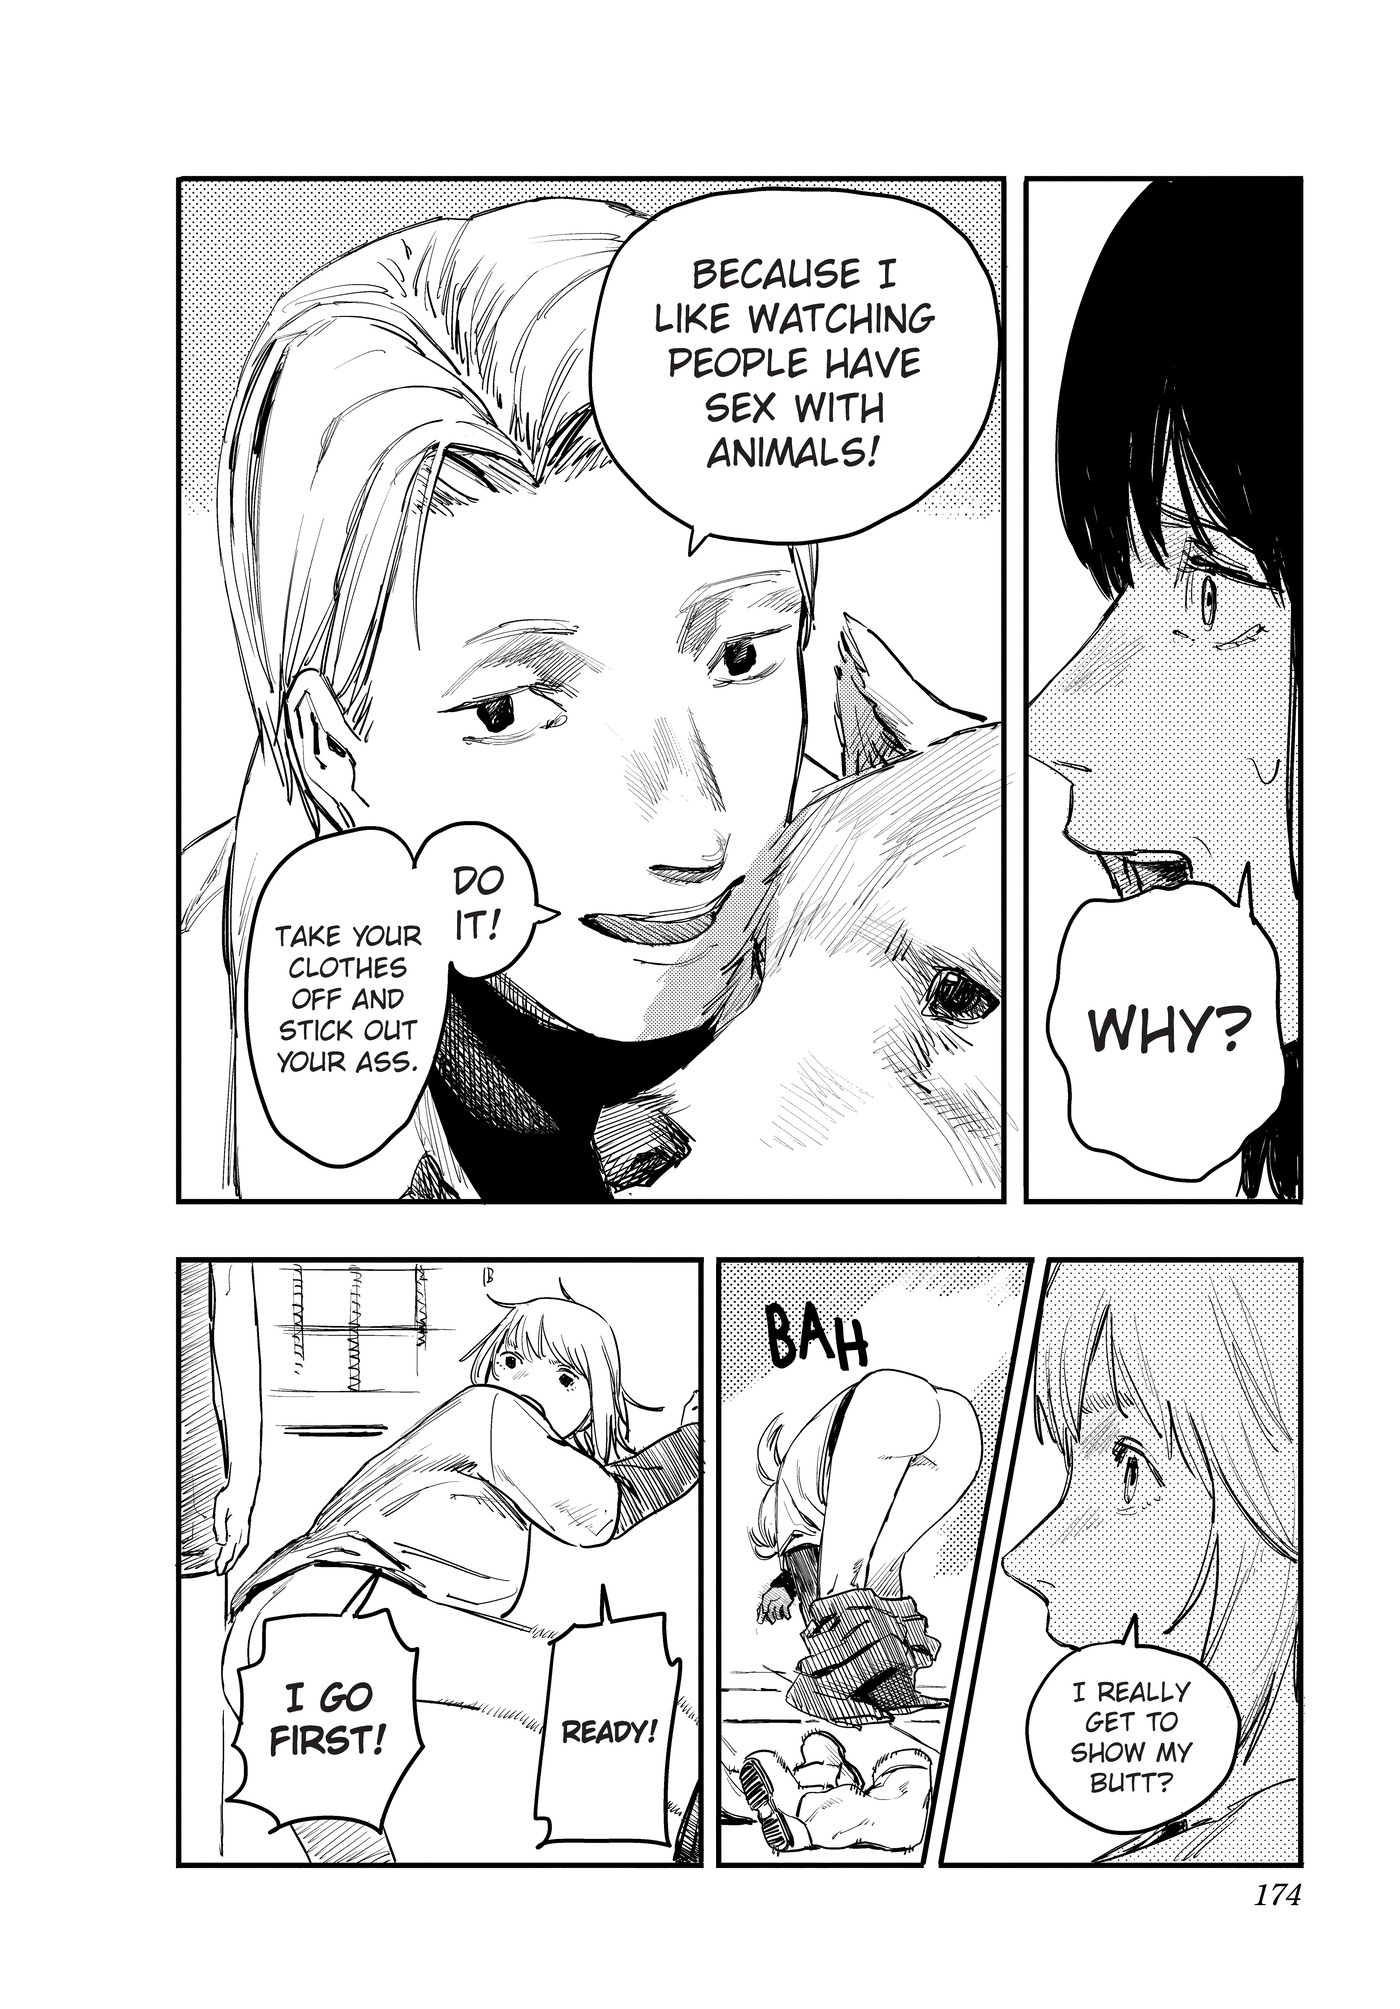 WHY?
BECAUSE I
LIKE WATCHING
PEOPLE HAVE
SEX WITH
ANIMALS!
DO
IT!
TAKE YOUR
CLOTHES
OFF AND
STICK OUT
YOUR ASS.
I REALLY
GET TO
SHOW MY
BUTT?
BAH
READY!
I GO
FIRST!
174